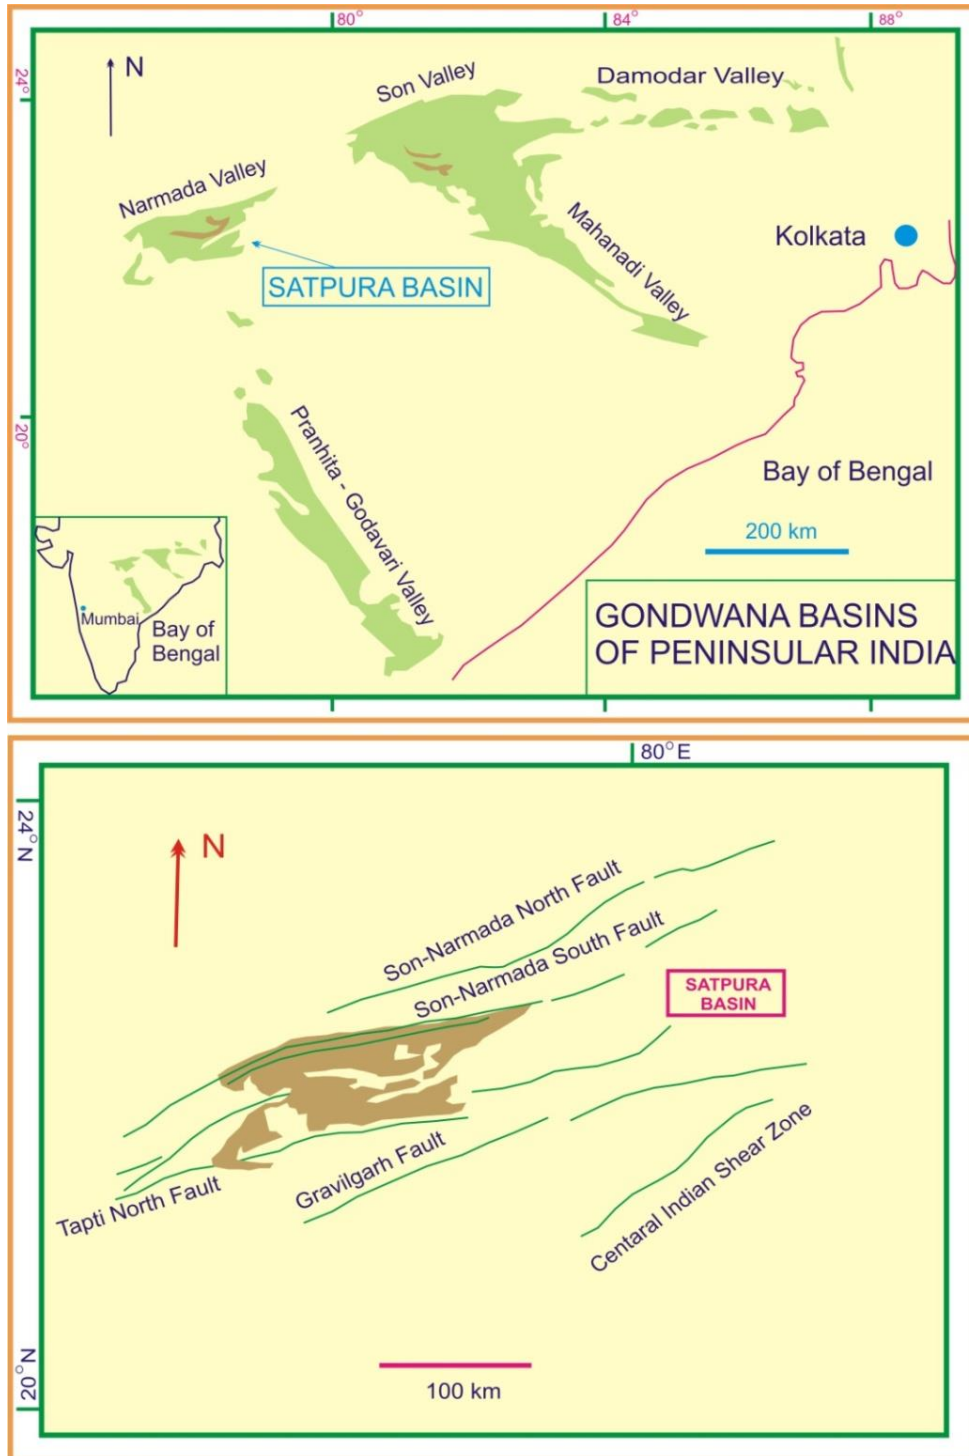 80°
84°
88°
24°
N
Son Valley
Damodar Valley
Narmada Valley
Mahanadi Valley
Kolkata
SATPURA BASIN
20°
Pranhita - Godavari Valley
Bay of Bengal
200 km
Mumbai
Bay of
Bengal
GONDWANA BASINS
OF PENINSULAR INDIA
80° E
24° N
N
Son-Narmada North Fault
Son-Narmada South Fault
SATPURA
BASIN
Gravilgarh Fault
Tapti North Fault
Centaral Indian Shear Zone
20° N
100 km